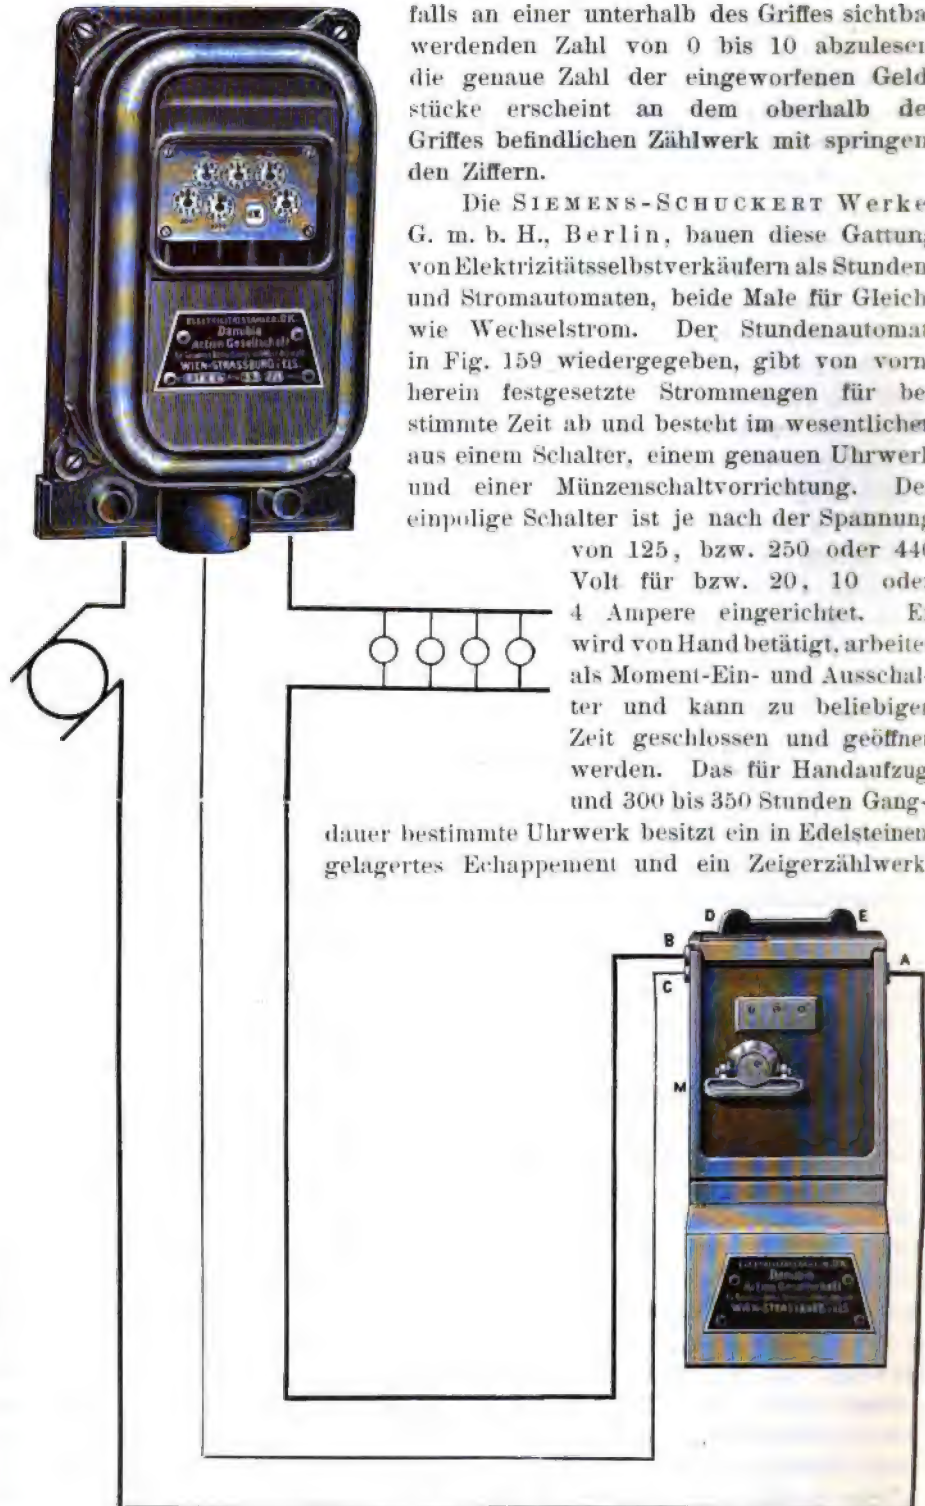 falls an einer unterhalb des Griffes sichtba
werdenden Zahl von 0 bis 10 abzulesen
die genaue Zahl der eingeworfenen Geld
stücke erscheint an dem oberhalb de
Griffes befindlichen Zählwerk mit springen
den Ziffern.
Die SIEMENS-SCHUCKERT Werke
G. m. b. H., Berlin, bauen diese Gattung
von Elektrizitätsselbstverkäufern als Stunden
und Stromautomaten, beide Male für Gleich
wie Wechselstrom. Der Stundenautomat
in Fig. 159 wiedergegeben, gibt von vorn
herein festgesetzte Strommengen für be
stimmte Zeit ab und besteht im wesentlichen
aus einem Schalter, einem genauen Uhrwerk
und einer Münzenschaltvorrichtung. De
einpolige Schalter ist je nach der Spannung
von 125, bzw. 250 oder 440
Volt für bzw. 20, 10 oder
4 Ampere eingerichtet. Er
wird von Hand betätigt, arbeitet
als Moment-Ein- und Ausschal-
ter und kann zu beliebiger
Zeit geschlossen und geöffnet
werden. Das für Handaufzug
und 300 bis 350 Stunden Gang-
dauer bestimmte Uhrwerk besitzt ein in Edelsteinen
gelagertes Echappement und ein Zeigerzählwerk
Danubia
Action Gesellschaft
WIEN-STRASSBURG i. ELS.
D E
B
A
C
M
Danubia
Action Gesellschaft
WIEN-STRASSBURG i. ELS.